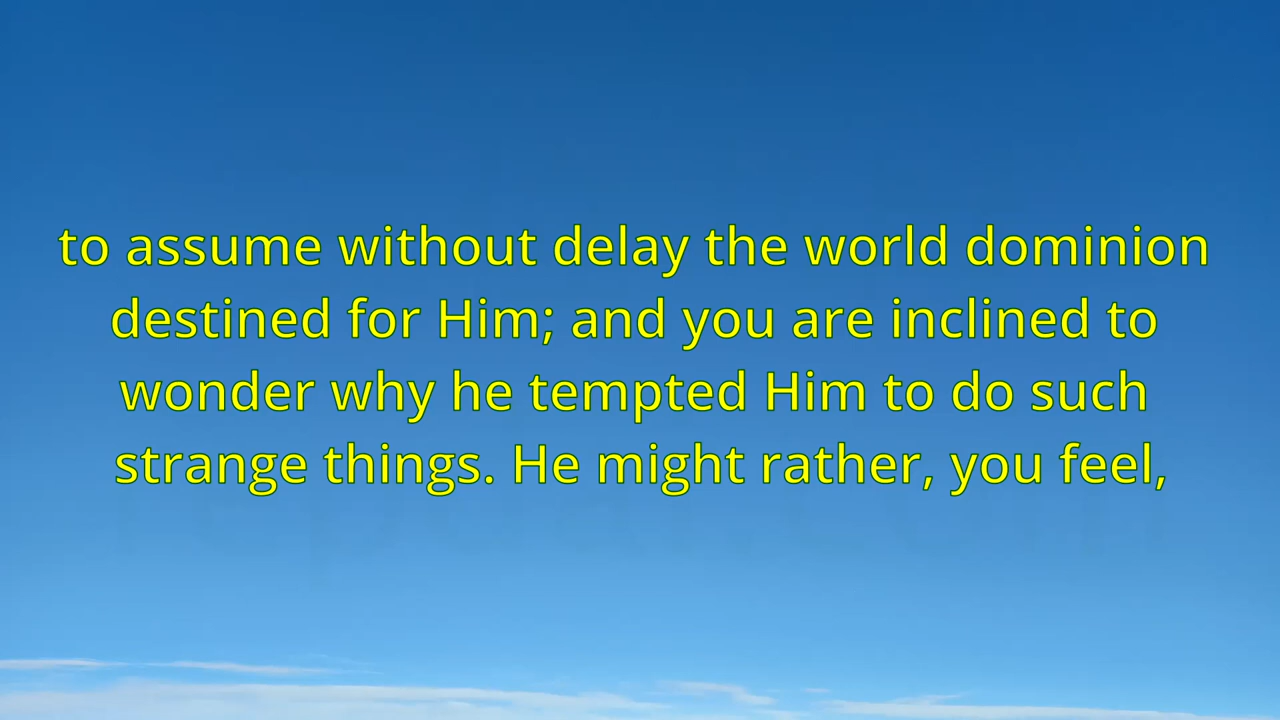 to assume without delay the world dominion
destined for Him; and you are inclined to
wonder why he tempted Him to do such
strange things. He might rather, you feel,